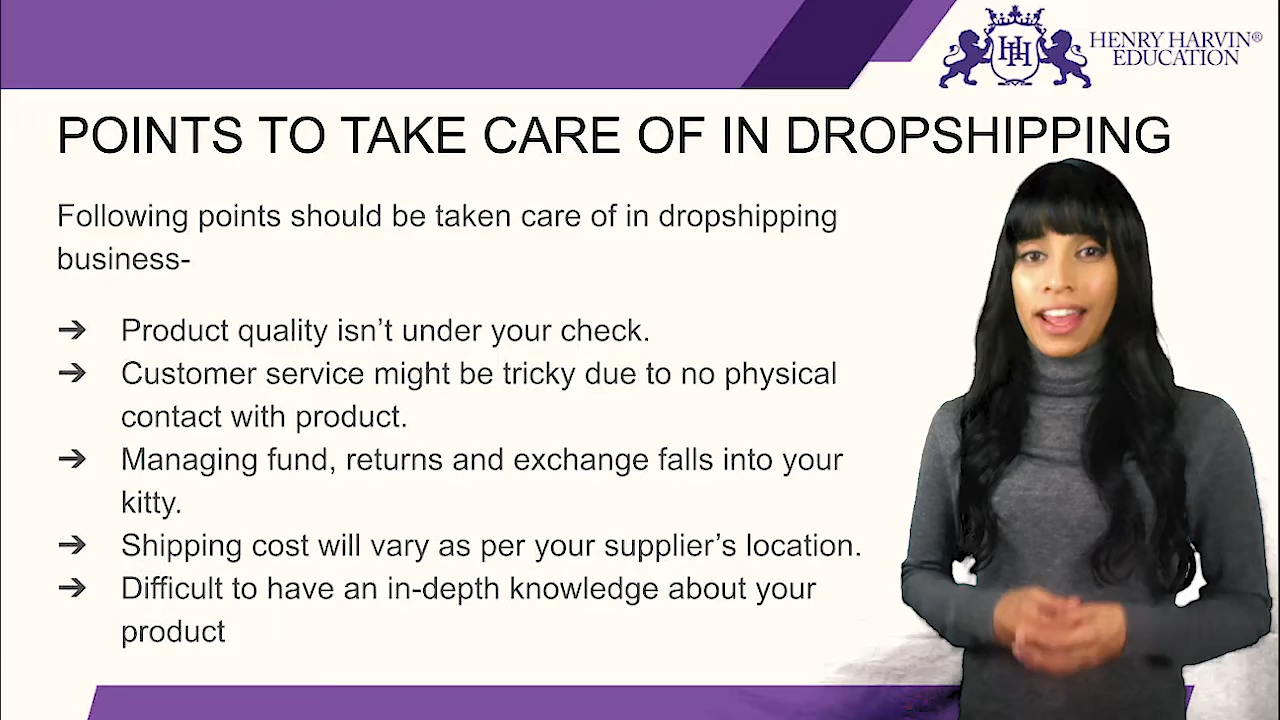 HENRY HARVIN®
EDUCATION
POINTS TO TAKE CARE OF IN DROPSHIPPING
Following points should be taken care of in dropshipping
business-
➔ Product quality isn’t under your check.
➔ Customer service might be tricky due to no physical
contact with product.
➔ Managing fund, returns and exchange falls into your
kitty.
➔ Shipping cost will vary as per your supplier’s location.
➔ Difficult to have an in-depth knowledge about your
product